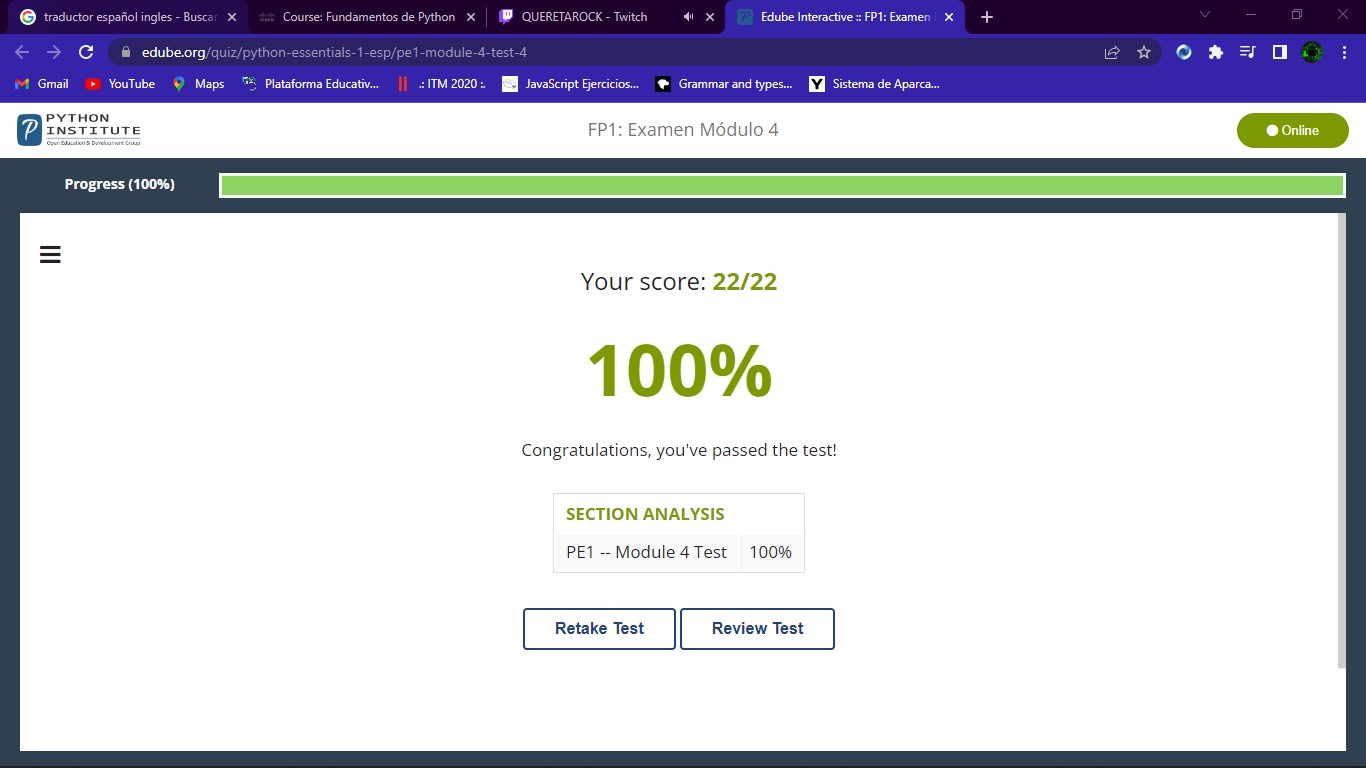 traductor español ingles - Buscar
Course: Fundamentos de Python
QUERETAROCK - Twitch
Edube Interactive :: FP1: Examen
edube.org/quiz/python-essentials-1-esp/pe1-module-4-test-4
Gmail
YouTube
Maps
Plataforma Educativ...
.: ITM 2020 :.
JavaScript Ejercicios...
Grammar and types...
Sistema de Aparca...
PYTHON
INSTITUTE
Open Education & Development Group
FP1: Examen Módulo 4
Online
Progress (100%)
Your score: 22/22
100%
Congratulations, you've passed the test!
SECTION ANALYSIS
PE1 -- Module 4 Test 100%
Retake Test
Review Test